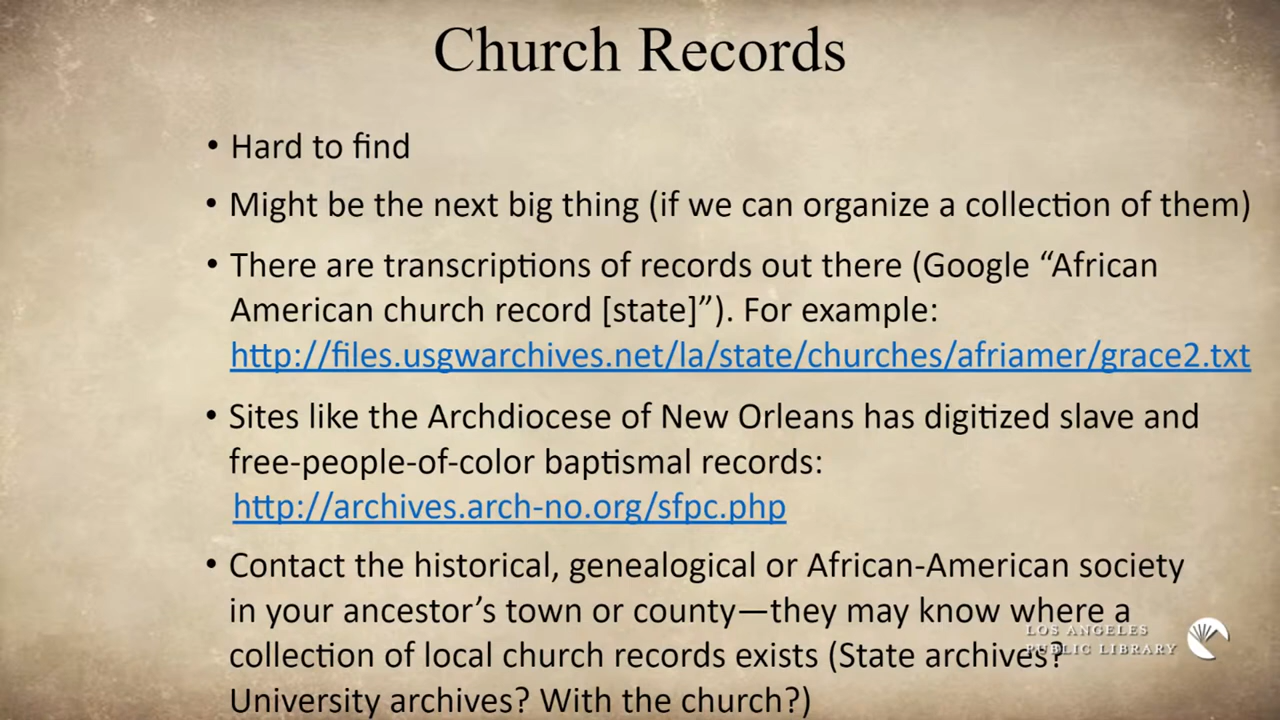 Church Records
• Hard to find
• Might be the next big thing (if we can organize a collection of them)
• There are transcriptions of records out there (Google “African
American church record [state]”). For example:
http://files.usgwarchives.net/la/state/churches/afriamer/grace2.txt
• Sites like the Archdiocese of New Orleans has digitized slave and
free-people-of-color baptismal records:
http://archives.arch-no.org/sfpc.php
• Contact the historical, genealogical or African-American society
in your ancestor’s town or county—they may know where a
collection of local church records exists (State archives?
University archives? With the church?)
LOS ANGELES
PUBLIC LIBRARY